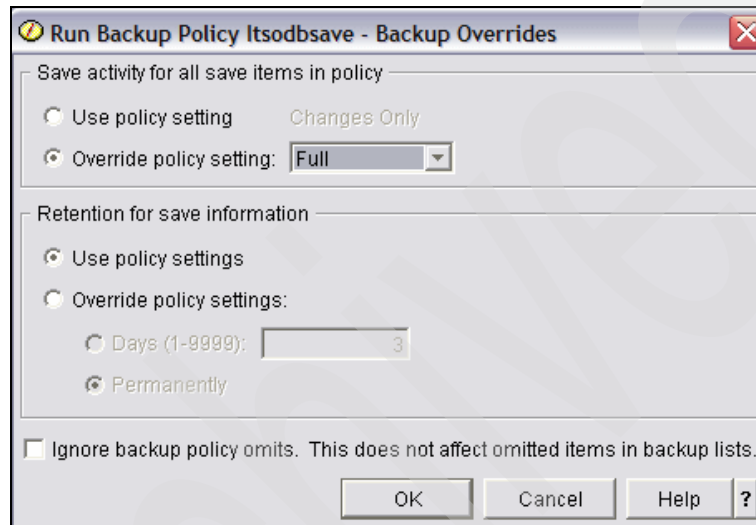 Run Backup Policy Itsodbsave - Backup Overrides
Save activity for all save items in policy
Use policy setting Changes Only
Override policy setting: Full
Retention for save information
Use policy settings
Override policy settings:
Days (1-9999): 3
Permanently
Ignore backup policy omits. This does not affect omitted items in backup lists.
OK Cancel Help ?